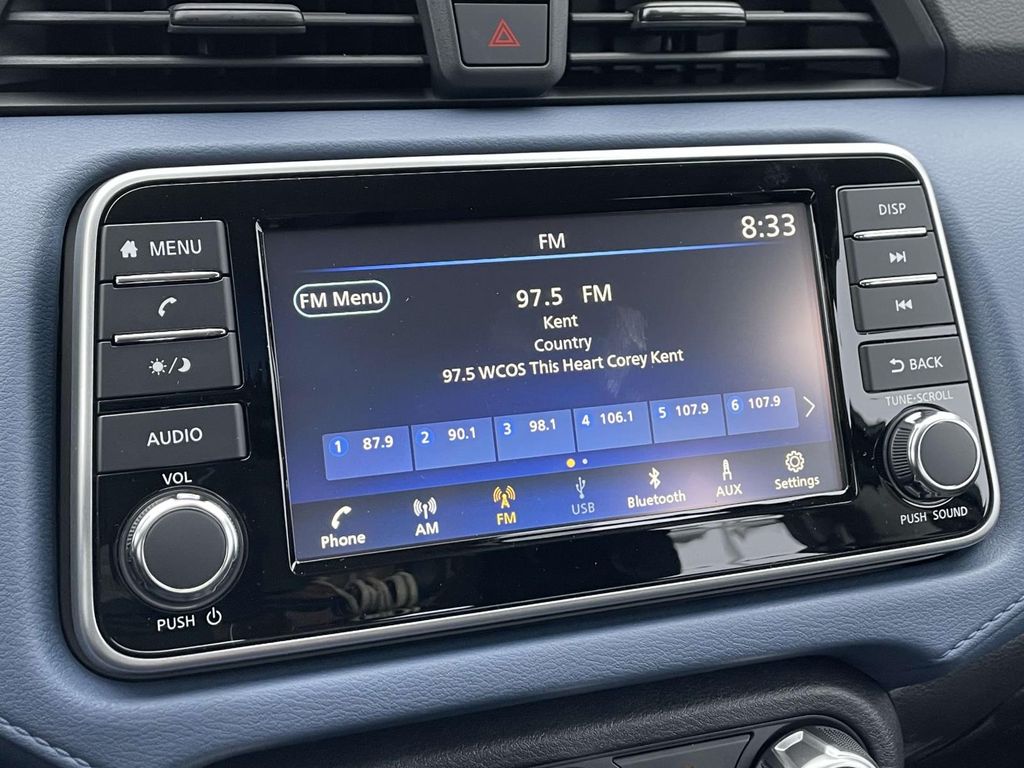 MENU
AUDIO
VOL
PUSH
FM
8:33
FM Menu
97.5 FM
Kent
Country
97.5 WCOS This Heart Corey Kent
1 87.9 2 90.1 3 98.1 4 106.1 5 107.9 6 107.9
Phone AM FM USB Bluetooth AUX Settings
DISP
BACK
TUNE·SCROLL
PUSH SOUND